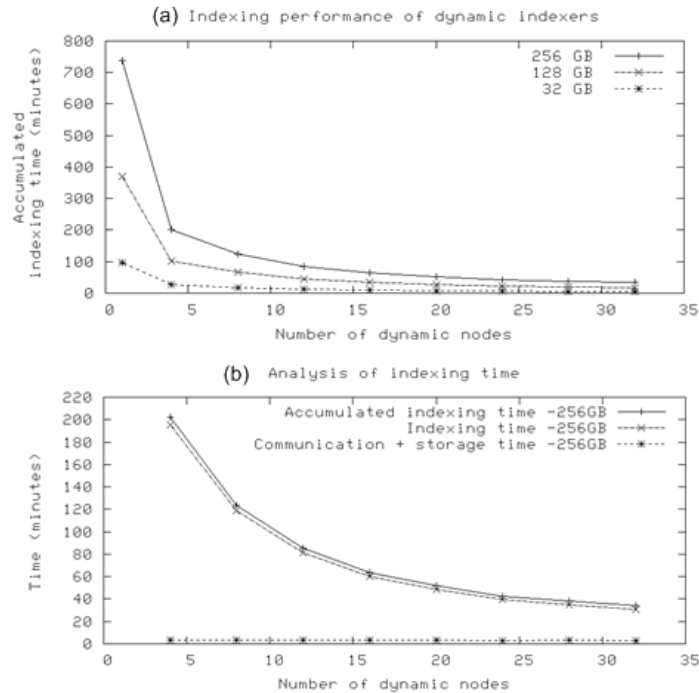 (a) Indexing performance of dynamic indexers
800
700
600
500
400
300
200
100
0
Accumulated
indexing time (minutes)
256 GB
128 GB
32 GB
0 5 10 15 20 25 30 35
Number of dynamic nodes
(b) Analysis of indexing time
220
200
180
160
140
120
100
80
60
40
20
0
Time (minutes)
Accumulated indexing time -256GB
Indexing time -256GB
Communication + storage time -256GB
0 5 10 15 20 25 30 35
Number of dynamic nodes